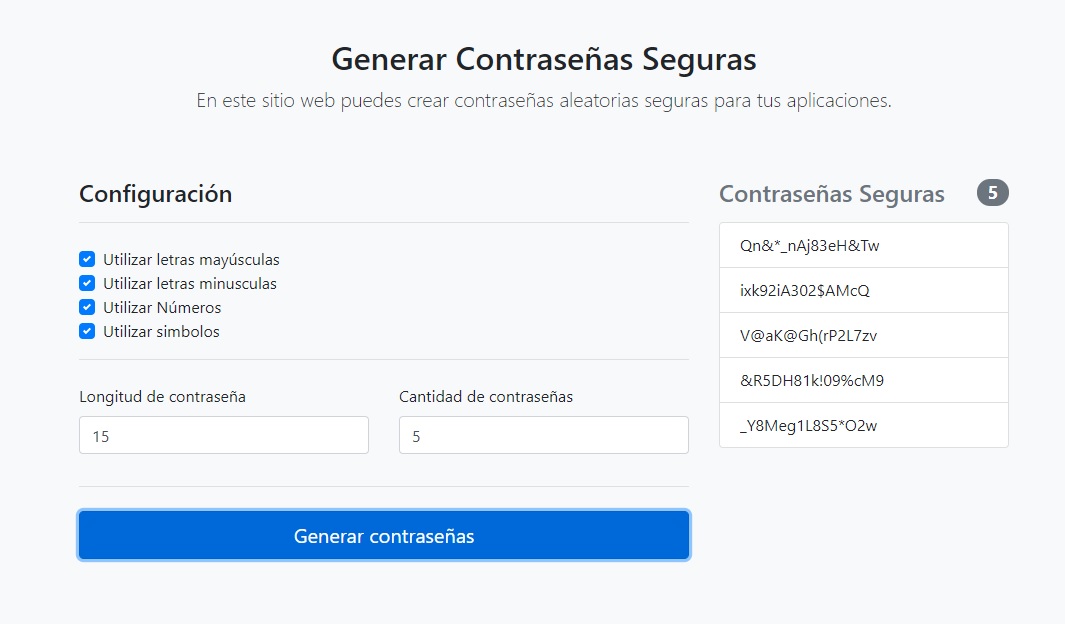 Generar Contraseñas Seguras
En este sitio web puedes crear contraseñas aleatorias seguras para tus aplicaciones.
Configuración
Utilizar letras mayúsculas
Utilizar letras minusculas
Utilizar Números
Utilizar simbolos
Longitud de contraseña
15
Cantidad de contraseñas
5
Generar contraseñas
Contraseñas Seguras
5
Qn&*_nAj83eH&Tw
ixk92iA302$AMcQ
V@aK@Gh(rP2L7zv
&R5DH81k!09%cM9
_Y8Meg1L8S5*O2w